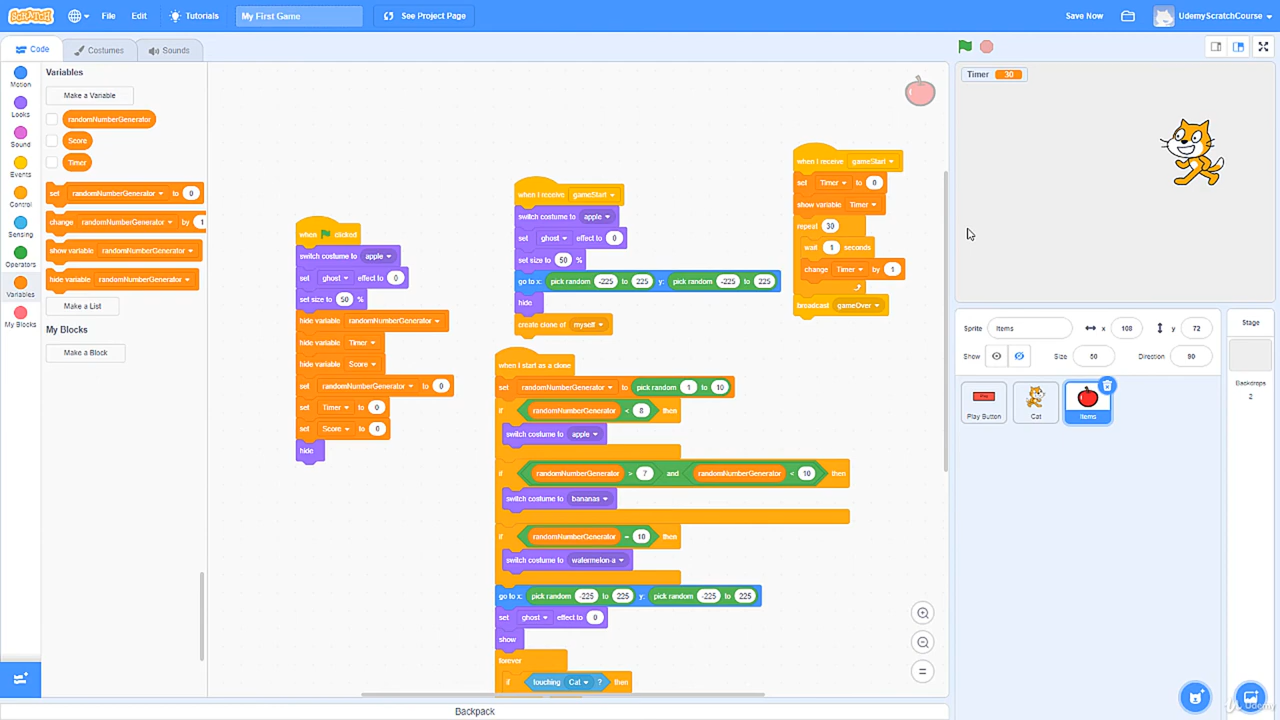 SCRATCH
File
Edit
Tutorials
My First Game
See Project Page
Save Now
UdemyScratchCourse
Code
Costumes
Sounds
Motion
Looks
Sound
Events
Control
Sensing
Operators
Variables
My Blocks
Variables
Make a Variable
randomNumberGenerator
Score
Timer
set randomNumberGenerator to 0
change randomNumberGenerator by 1
show variable randomNumberGenerator
hide variable randomNumberGenerator
Make a List
My Blocks
Make a Block
when clicked
switch costume to apple
set ghost effect to 0
set size to 50 %
hide variable randomNumberGenerator
hide variable Timer
hide variable Score
set randomNumberGenerator to 0
set Timer to 0
set Score to 0
hide
when I receive gameStart
switch costume to apple
set ghost effect to 0
set size to 50 %
go to x: pick random -225 to 225 y: pick random -225 to 225
hide
create clone of myself
when I start as a clone
set randomNumberGenerator to pick random 1 to 10
if randomNumberGenerator < 8 then
switch costume to apple
if randomNumberGenerator > 7 and randomNumberGenerator < 10 then
switch costume to bananas
if randomNumberGenerator = 10 then
switch costume to watermelon-a
go to x: pick random -225 to 225 y: pick random -225 to 225
set ghost effect to 0
show
forever
if touching Cat ? then
when I receive gameStart
set Timer to 0
show variable Timer
repeat 30
wait 1 seconds
change Timer by 1
broadcast gameOver
Timer 30
Sprite Items x 108 y 72
Show Size 50 Direction 90
Play Button
Cat
Items
Stage
Backdrops
2
Backpack
Udemy